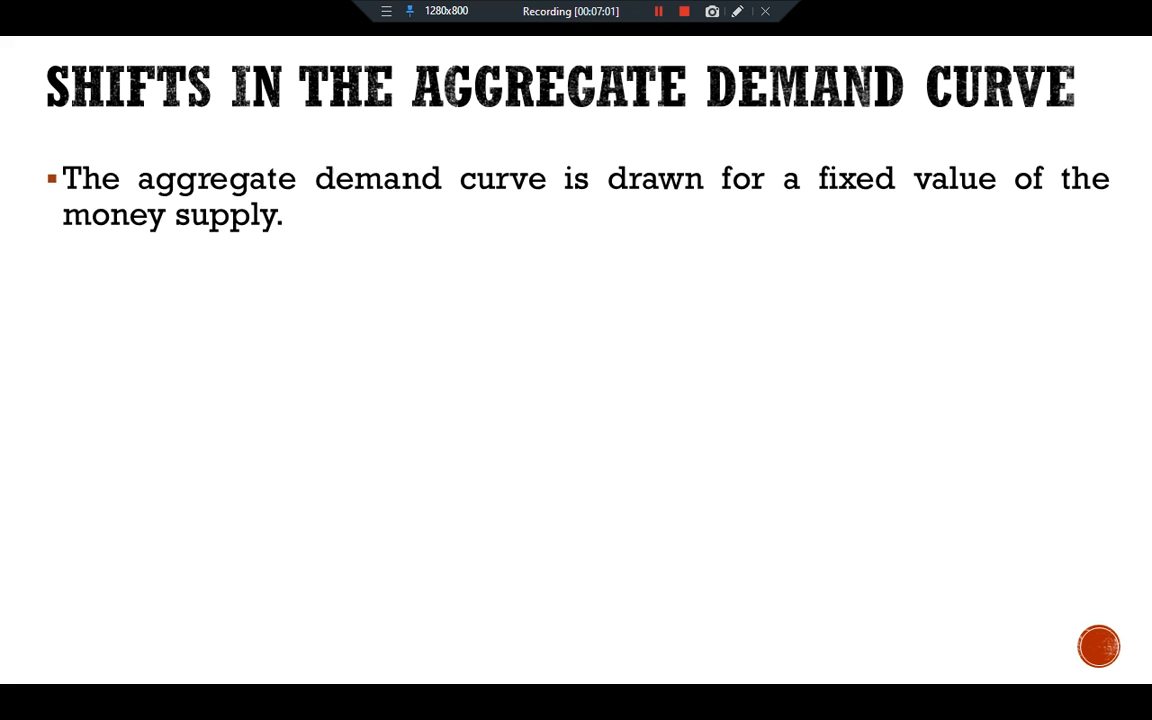 1280x800
Recording [00:07:01]
SHIFTS IN THE AGGREGATE DEMAND CURVE
▪The aggregate demand curve is drawn for a fixed value of the
money supply.